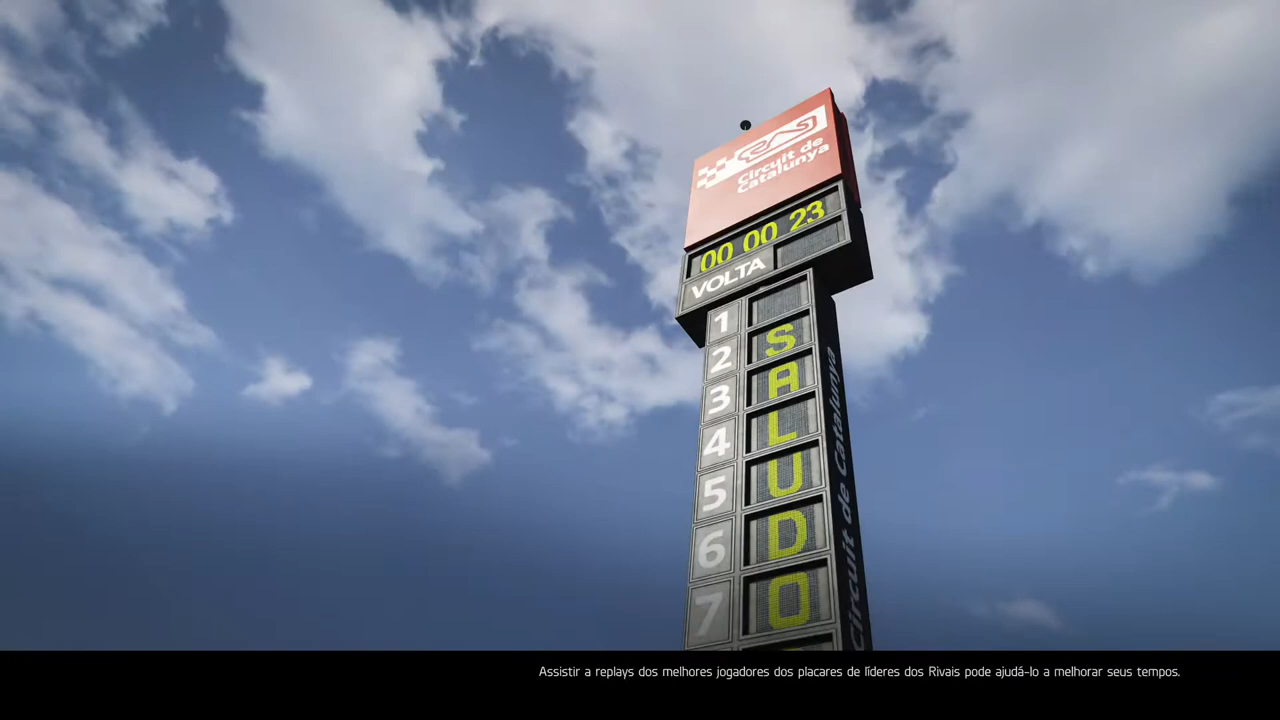 Circuit de
Catalunya
00 00 23
VOLTA
1
2 S
3 A
4 L
5 U
6 D
7 O
Circuit de Catalunya
Assistir a replays dos melhores jogadores dos placares de líderes dos Rivais pode ajudá-lo a melhorar seus tempos.